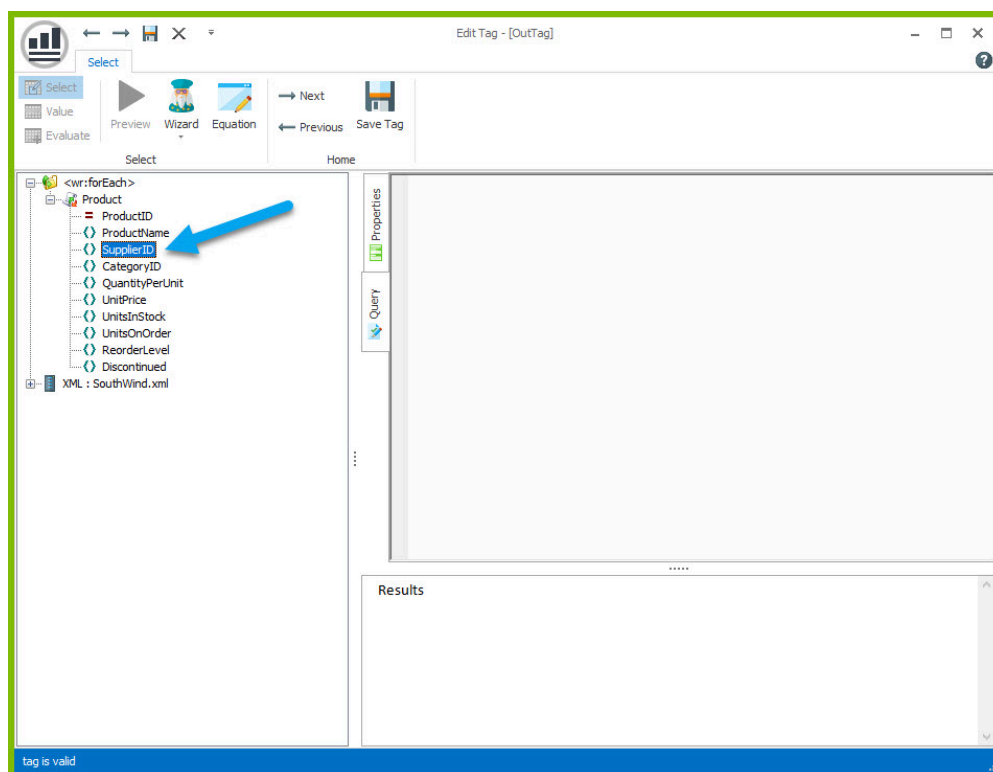 Edit Tag - [OutTag]
Select
Select
Value
Evaluate
Preview
Wizard
Equation
Next
Previous
Save Tag
Select
Home
<wr:forEach>
Product
ProductID
ProductName
SupplierID
CategoryID
QuantityPerUnit
UnitPrice
UnitsInStock
UnitsOnOrder
ReorderLevel
Discontinued
XML : SouthWind.xml
Properties
Query
Results
tag is valid